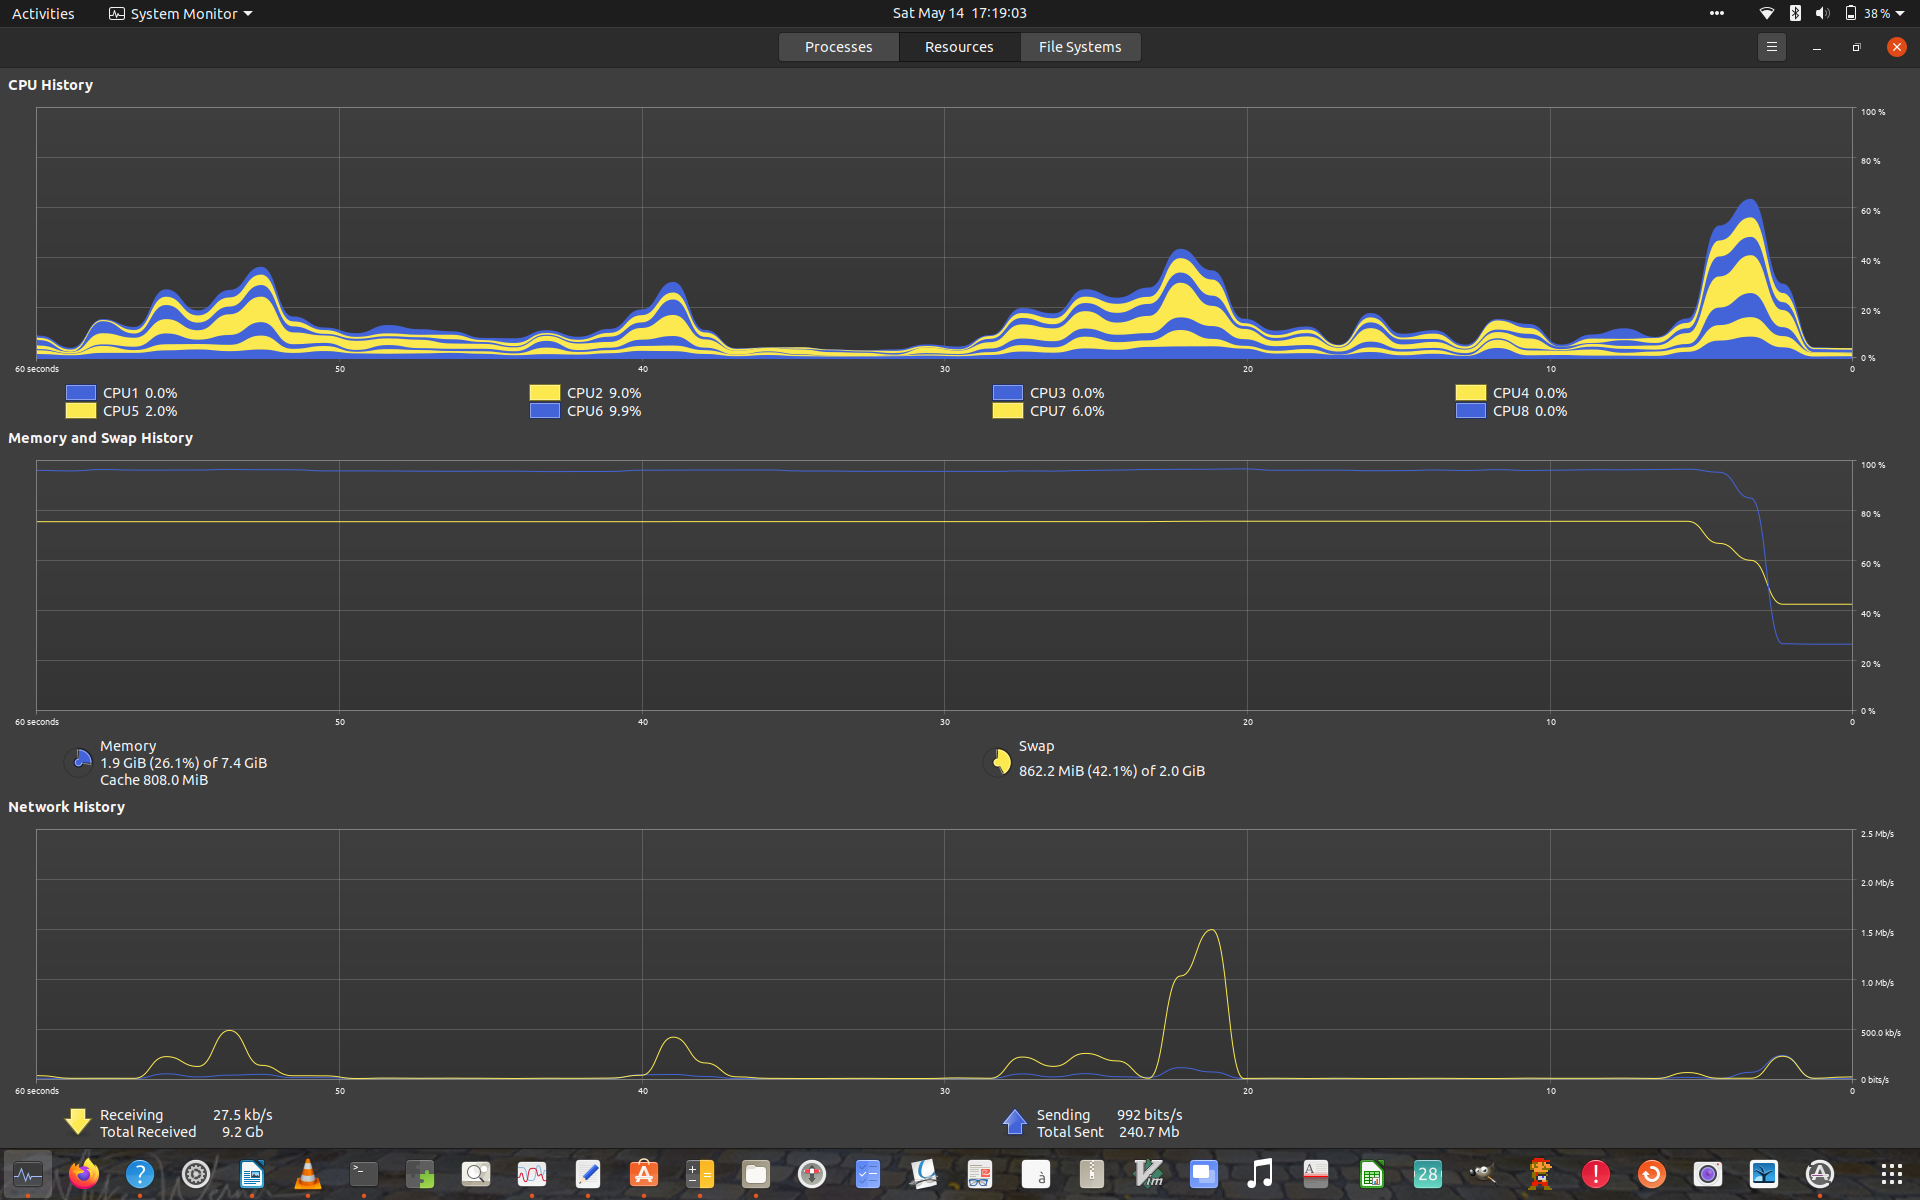 Activities System Monitor Sat May 14 17:19:03 38 %
Processes Resources File Systems
CPU History
100 %
80 %
60 %
40 %
20 %
0 %
60 seconds 50 40 30 20 10 0
CPU1 0.0% CPU2 9.0% CPU3 0.0% CPU4 0.0%
CPU5 2.0% CPU6 9.9% CPU7 6.0% CPU8 0.0%
Memory and Swap History
100 %
80 %
60 %
40 %
20 %
0 %
60 seconds 50 40 30 20 10 0
Memory
1.9 GiB (26.1%) of 7.4 GiB
Cache 808.0 MiB
Swap
862.2 MiB (42.1%) of 2.0 GiB
Network History
2.5 Mb/s
2.0 Mb/s
1.5 Mb/s
1.0 Mb/s
500.0 kb/s
0 bits/s
60 seconds 50 40 30 20 10 0
Receiving 27.5 kb/s
Total Received 9.2 Gb
Sending 992 bits/s
Total Sent 240.7 Mb
28